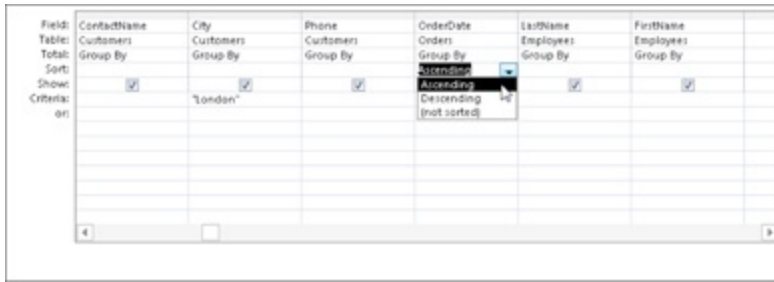 Field: ContactName City Phone OrderDate LastName FirstName
Table: Customers Customers Customers Orders Employees Employees
Total: Group By Group By Group By Group By Group By Group By
Sort: Ascending
Show: Ascending
Criteria: "London" Descending
or: (not sorted)